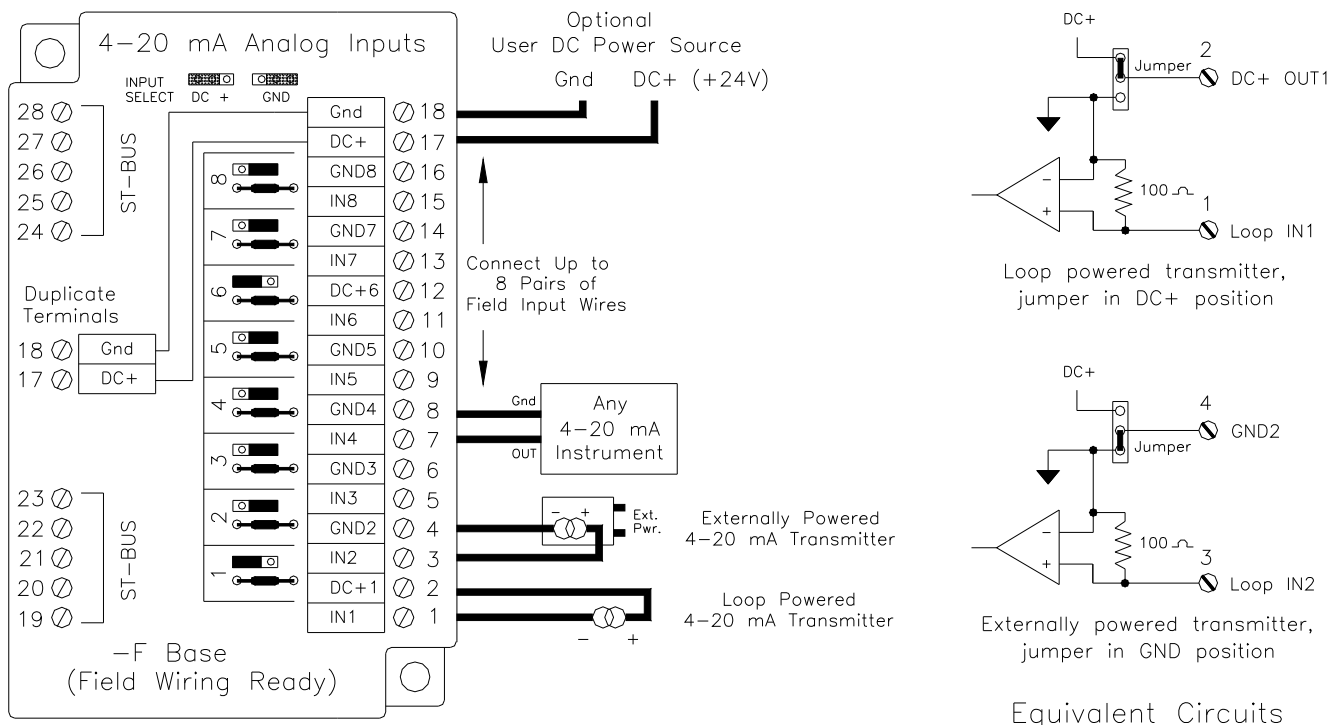 4-20 mA Analog Inputs
INPUT
SELECT
DC +
GND
28
27
26
25
24
ST-BUS
Duplicate
Terminals
18 Gnd
17 DC+
23
22
21
20
19
ST-BUS
8
7
6
5
4
3
2
1
Gnd 18
DC+ 17
GND8 16
IN8 15
GND7 14
IN7 13
DC+6 12
IN6 11
GND5 10
IN5 9
GND4 8
IN4 7
GND3 6
IN3 5
GND2 4
IN2 3
DC+1 2
IN1 1
-F Base
(Field Wiring Ready)
Optional
User DC Power Source
Gnd DC+ (+24V)
Connect Up to
8 Pairs of
Field Input Wires
Gnd
OUT
Any
4-20 mA
Instrument
- +
Ext.
Pwr.
Externally Powered
4-20 mA Transmitter
Loop Powered
4-20 mA Transmitter
- +
DC+
Jumper
2
DC+ OUT1
-
+
100 Ω
1
Loop IN1
Loop powered transmitter,
jumper in DC+ position
DC+
4
GND2
Jumper
-
+
100 Ω
3
Loop IN2
Externally powered transmitter,
jumper in GND position
Equivalent Circuits